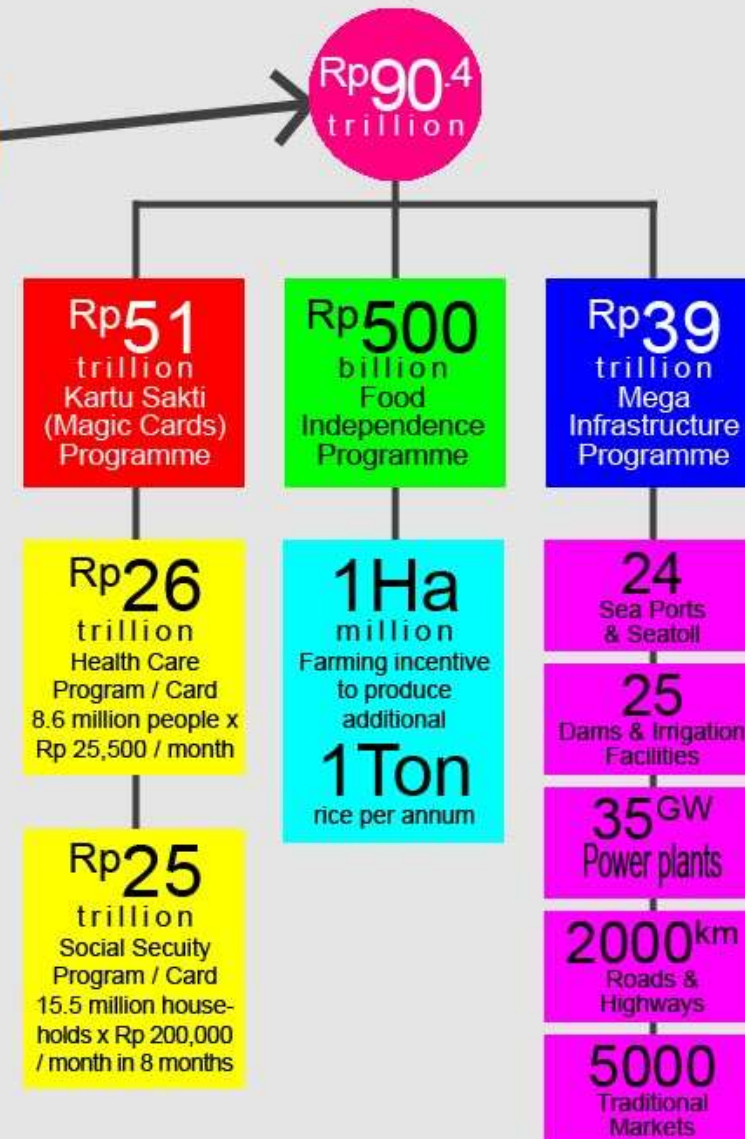 Rp90.4
trillion
Rp51
trillion
Kartu Sakti
(Magic Cards)
Programme
Rp26
trillion
Health Care
Program / Card
8.6 million people x
Rp 25,500 / month
Rp25
trillion
Social Secuity
Program / Card
15.5 million house-
holds x Rp 200,000
/ month in 8 months
Rp500
billion
Food
Independence
Programme
1Ha
million
Farming incentive
to produce
additional
1Ton
rice per annum
Rp39
trillion
Mega
Infrastructure
Programme
24
Sea Ports
& Seatoll
25
Dams & Irrigation
Facilities
35GW
Power plants
2000km
Roads &
Highways
5000
Traditional
Markets